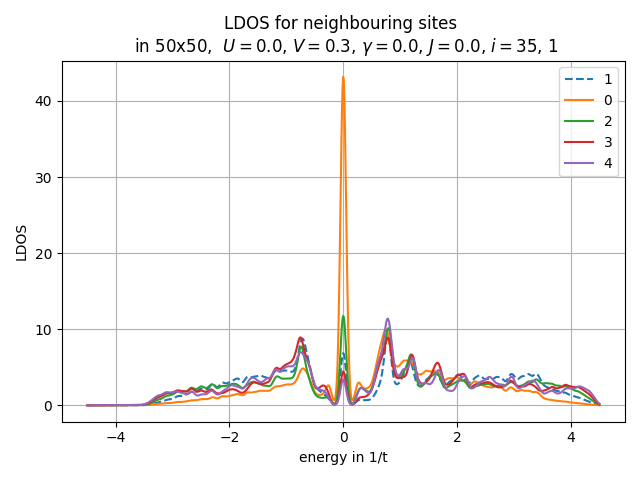 LDOS for neighbouring sites
in 50x50, U = 0.0, V = 0.3, γ = 0.0, J = 0.0, i = 35, 1
1
0
2
3
4
LDOS
40
30
20
10
0
−4 −2 0 2 4
energy in 1/t